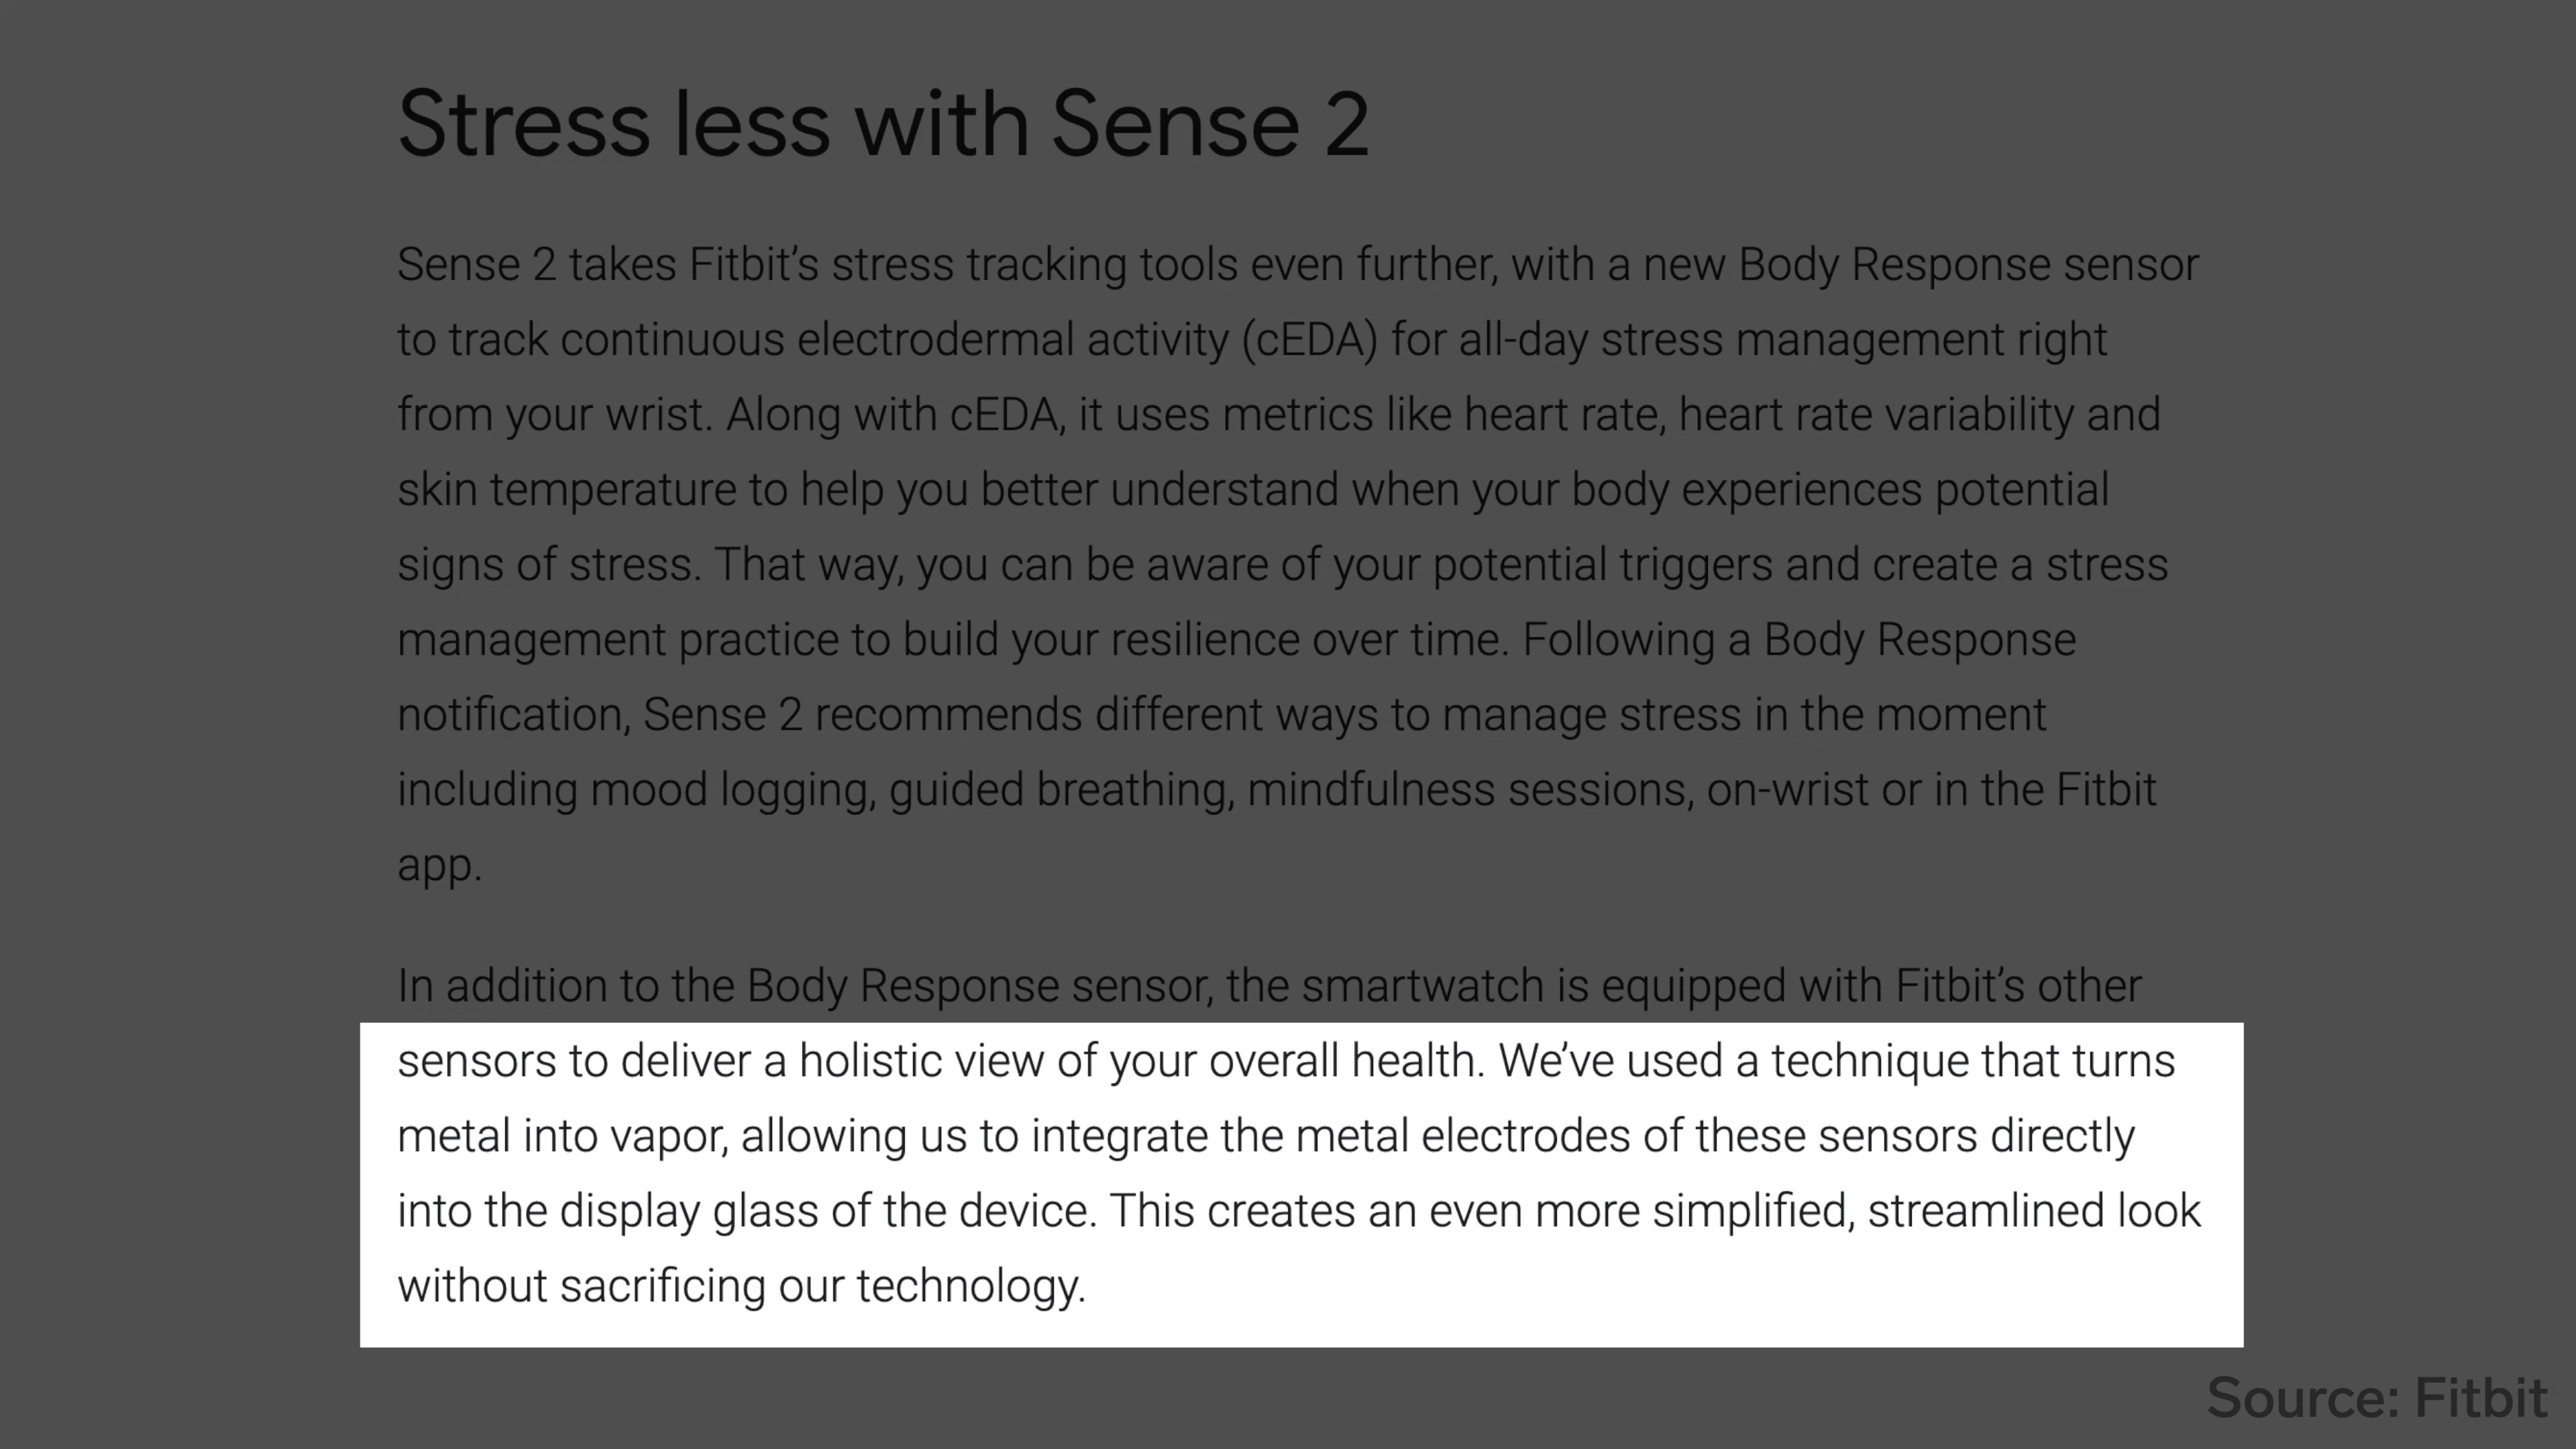 Stress less with Sense 2
Sense 2 takes Fitbit’s stress tracking tools even further, with a new Body Response sensor
to track continuous electrodermal activity (cEDA) for all-day stress management right
from your wrist. Along with cEDA, it uses metrics like heart rate, heart rate variability and
skin temperature to help you better understand when your body experiences potential
signs of stress. That way, you can be aware of your potential triggers and create a stress
management practice to build your resilience over time. Following a Body Response
notification, Sense 2 recommends different ways to manage stress in the moment
including mood logging, guided breathing, mindfulness sessions, on-wrist or in the Fitbit
app.
In addition to the Body Response sensor, the smartwatch is equipped with Fitbit’s other
sensors to deliver a holistic view of your overall health. We’ve used a technique that turns
metal into vapor, allowing us to integrate the metal electrodes of these sensors directly
into the display glass of the device. This creates an even more simplified, streamlined look
without sacrificing our technology.
Source: Fitbit